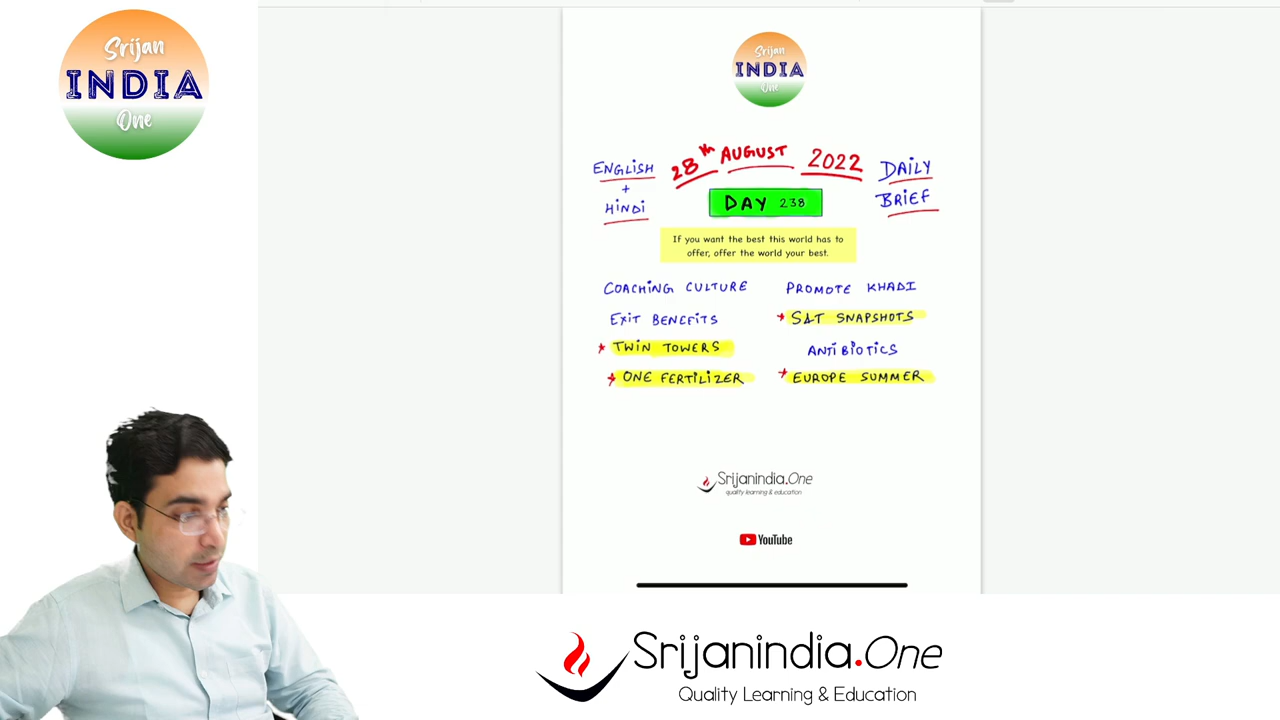 Srijan
INDIA
One
Srijan
INDIA
One
ENGLISH
+
HINDI
28th AUGUST 2022
DAILY
BRIEF
DAY 238
If you want the best this world has to
offer, offer the world your best.
COACHING CULTURE
EXIT BENEFITS
* TWIN TOWERS
* ONE FERTILIZER
PROMOTE KHADI
* S&T SNAPSHOTS
ANTIBIOTICS
* EUROPE SUMMER
Srijanindia.One
quality learning & education
YouTube
Srijanindia.One
Quality Learning & Education